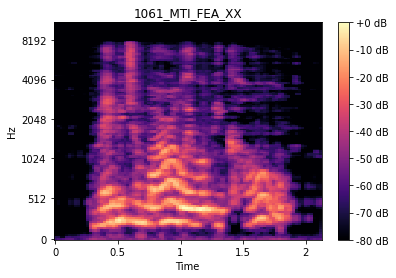 1061_MTI_FEA_XX
+0 dB
8192
-10 dB
4096
-20 dB
-30 dB
2048
Hz
-40 dB
1024
-50 dB
512
-60 dB
-70 dB
0
-80 dB
0 0.5 1 1.5 2
Time